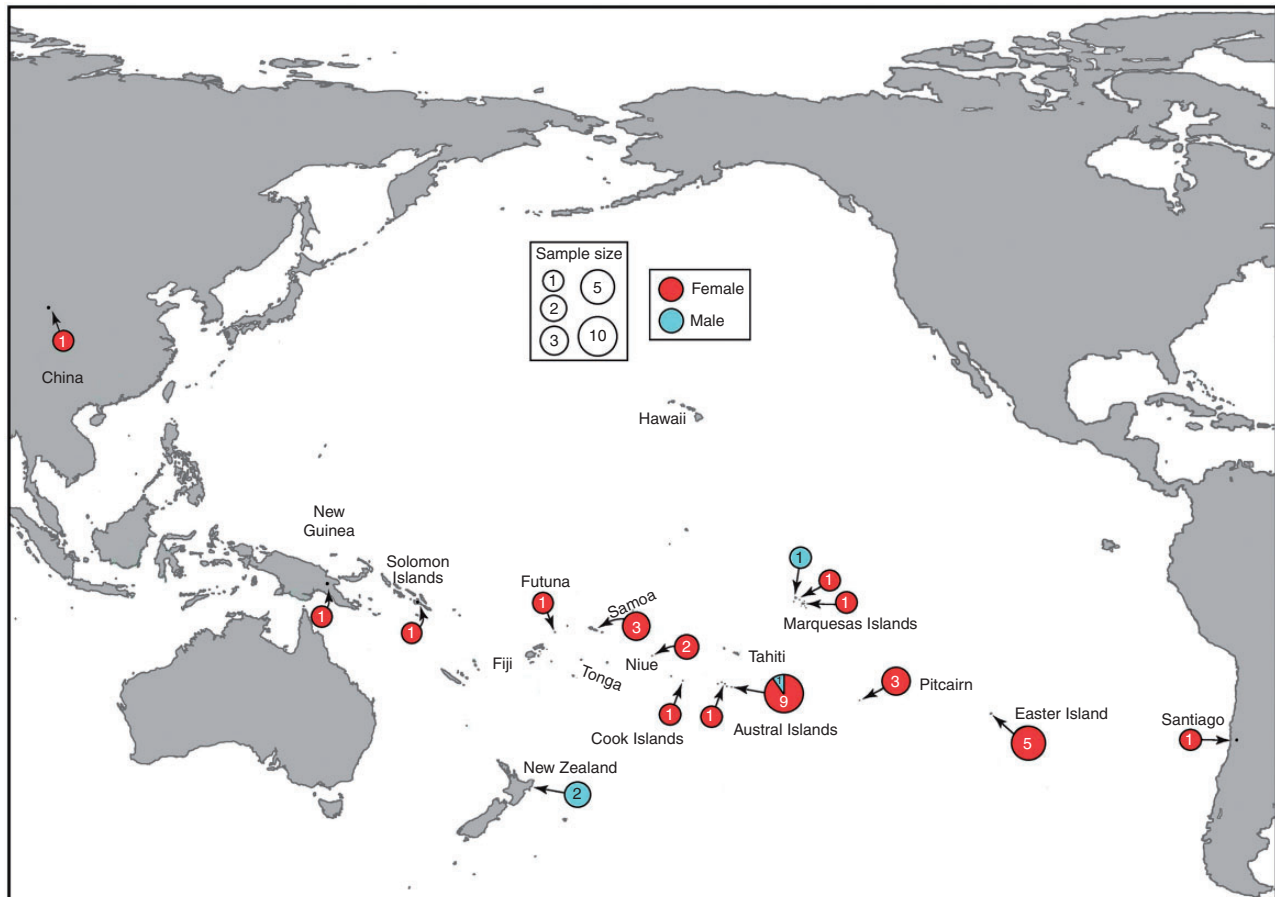 Sample size
1
5
2
10
3
Female
Male
1
China
Hawaii
New
Guinea
Solomon
Islands
1
1
Futuna
1
Samoa
3
1
1
1
Marquesas Islands
Fiji
Tonga
Niue
2
Tahiti
1
9
Austral Islands
1
1
Cook Islands
3
Pitcairn
Easter Island
5
Santiago
1
New Zealand
2